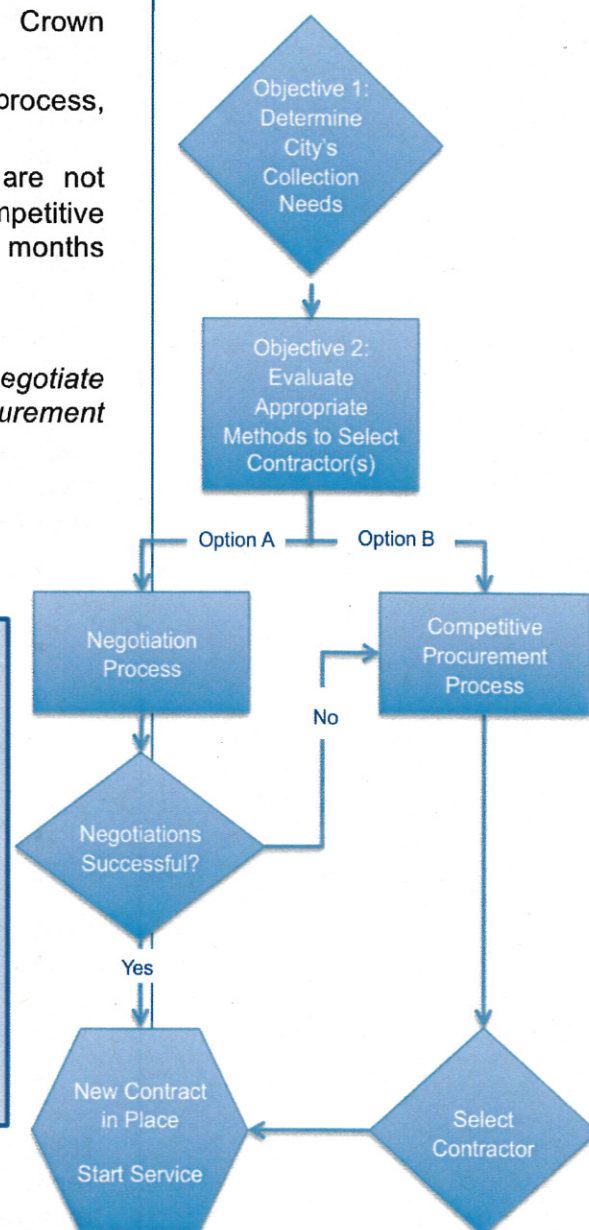 Crown
process,
are not
mpetitive
months
egotiate
urement
Objective 1:
Determine
City's
Collection
Needs
Objective 2:
Evaluate
Appropriate
Methods to Select
Contractor(s)
Option A
Option B
Negotiation
Process
Competitive
Procurement
Process
No
Negotiations
Successful?
Yes
New Contract
in Place
Start Service
Select
Contractor